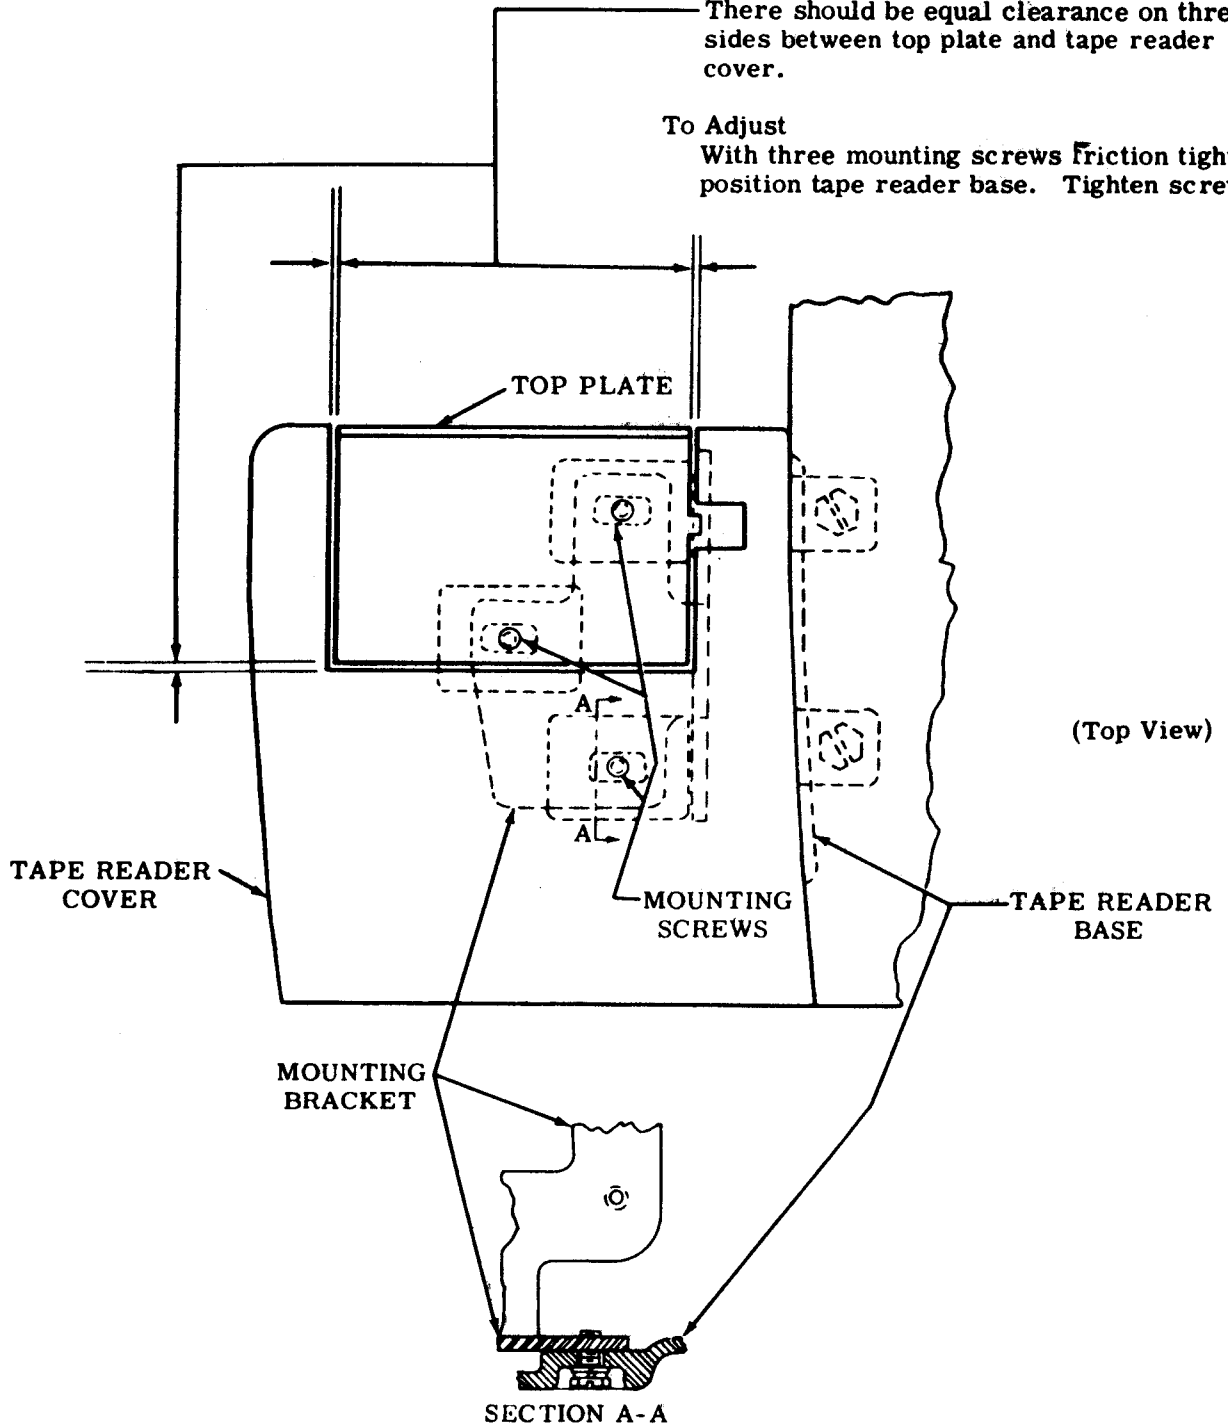 There should be equal clearance on thre
sides between top plate and tape reader
cover.
To Adjust
With three mounting screws Friction tigh
position tape reader base. Tighten scre
TOP PLATE
A
(Top View)
A
TAPE READER
COVER
MOUNTING
SCREWS
TAPE READER
BASE
MOUNTING
BRACKET
SECTION A-A